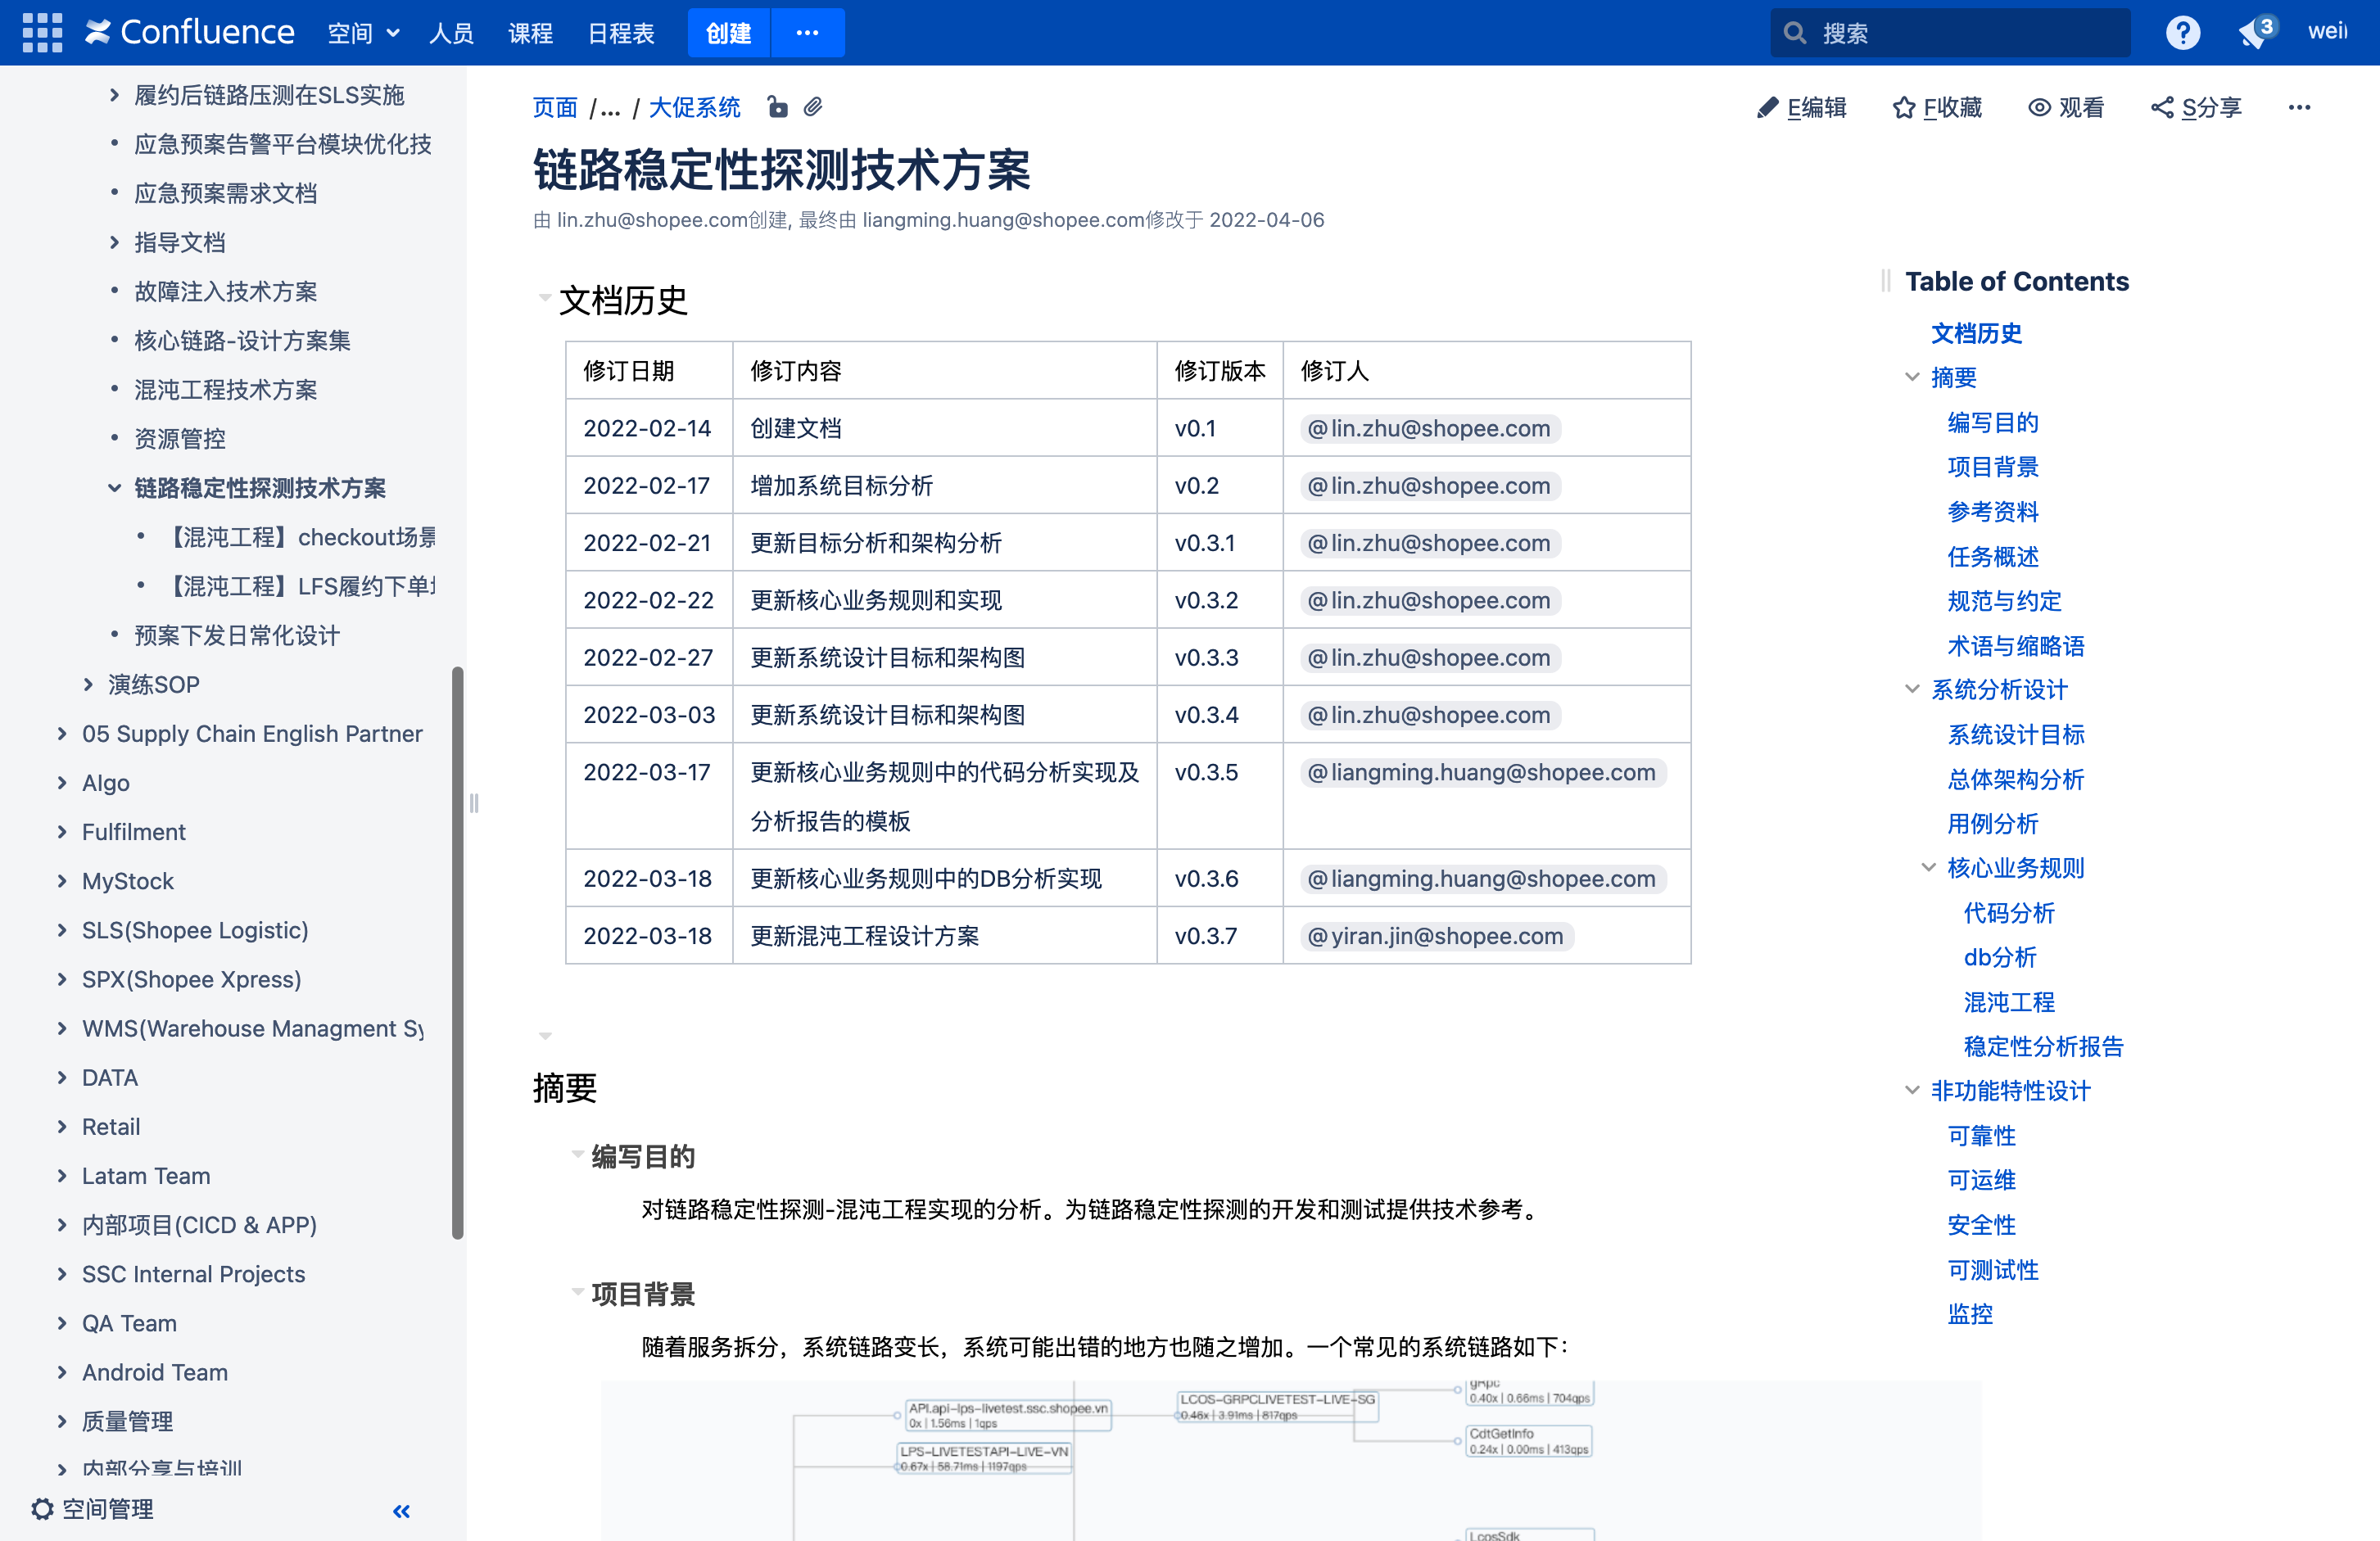 Confluence 空间 人员 课程 日程表 创建 ··· 搜索 3
履约后链路压测在SLS实施
应急预案告警平台模块优化技
应急预案需求文档
指导文档
故障注入技术方案
核心链路-设计方案集
混沌工程技术方案
资源管控
链路稳定性探测技术方案
【混沌工程】checkout场景
【混沌工程】LFS履约下单
预案下发日常化设计
演练SOP
05 Supply Chain English Partner
Algo
Fulfilment
MyStock
SLS(Shopee Logistic)
SPX(Shopee Xpress)
WMS(Warehouse Managment Sy
DATA
Retail
Latam Team
内部项目(CICD & APP)
SSC Internal Projects
QA Team
Android Team
质量管理
内部分享与培训
空间管理
页面 /... / 大促系统
E编辑 F收藏 观看 S分享 ···
链路稳定性探测技术方案
由 lin.zhu@shopee.com创建, 最终由 liangming.huang@shopee.com修改于 2022-04-06
文档历史
修订日期 修订内容 修订版本 修订人
2022-02-14 创建文档 v0.1 @lin.zhu@shopee.com
2022-02-17 增加系统目标分析 v0.2 @lin.zhu@shopee.com
2022-02-21 更新目标分析和架构分析 v0.3.1 @lin.zhu@shopee.com
2022-02-22 更新核心业务规则和实现 v0.3.2 @lin.zhu@shopee.com
2022-02-27 更新系统设计目标和架构图 v0.3.3 @lin.zhu@shopee.com
2022-03-03 更新系统设计目标和架构图 v0.3.4 @lin.zhu@shopee.com
2022-03-17 更新核心业务规则中的代码分析实现及 v0.3.5 @liangming.huang@shopee.com
分析报告的模板
2022-03-18 更新核心业务规则中的DB分析实现 v0.3.6 @liangming.huang@shopee.com
2022-03-18 更新混沌工程设计方案 v0.3.7 @yiran.jin@shopee.com
摘要
编写目的
对链路稳定性探测-混沌工程实现的分析。为链路稳定性探测的开发和测试提供技术参考。
项目背景
随着服务拆分，系统链路变长，系统可能出错的地方也随之增加。一个常见的系统链路如下：
API.api-lps-livetest.ssc.shopee.vn
0x | 1.56ms | 1qps
LPS-LIVETESTAPI-LIVE-VN
0.67x | 58.71ms | 1197qps
LCOS-GRPCLIVETEST-LIVE-SG
0.46x | 3.91ms | 817qps
gRpc
0.40x | 0.66ms | 704qps
CdtGetInfo
0.24x | 0.00ms | 413qps
LcosSdk
Table of Contents
文档历史
摘要
编写目的
项目背景
参考资料
任务概述
规范与约定
术语与缩略语
系统分析设计
系统设计目标
总体架构分析
用例分析
核心业务规则
代码分析
db分析
混沌工程
稳定性分析报告
非功能特性设计
可靠性
可运维
安全性
可测试性
监控